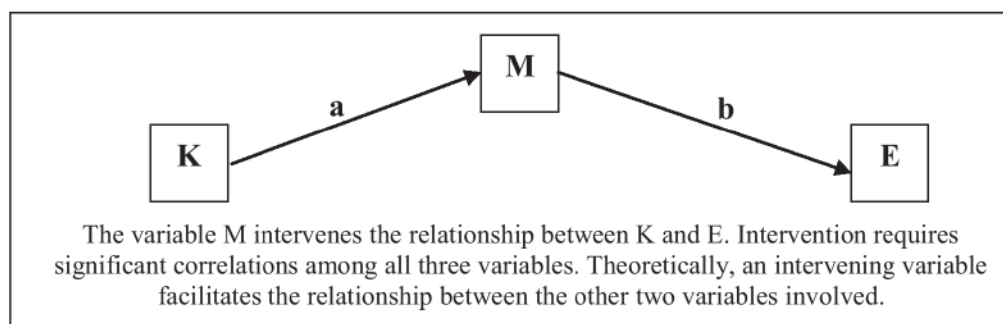 M
a
b
K
E
The variable M intervenes the relationship between K and E. Intervention requires
significant correlations among all three variables. Theoretically, an intervening variable
facilitates the relationship between the other two variables involved.